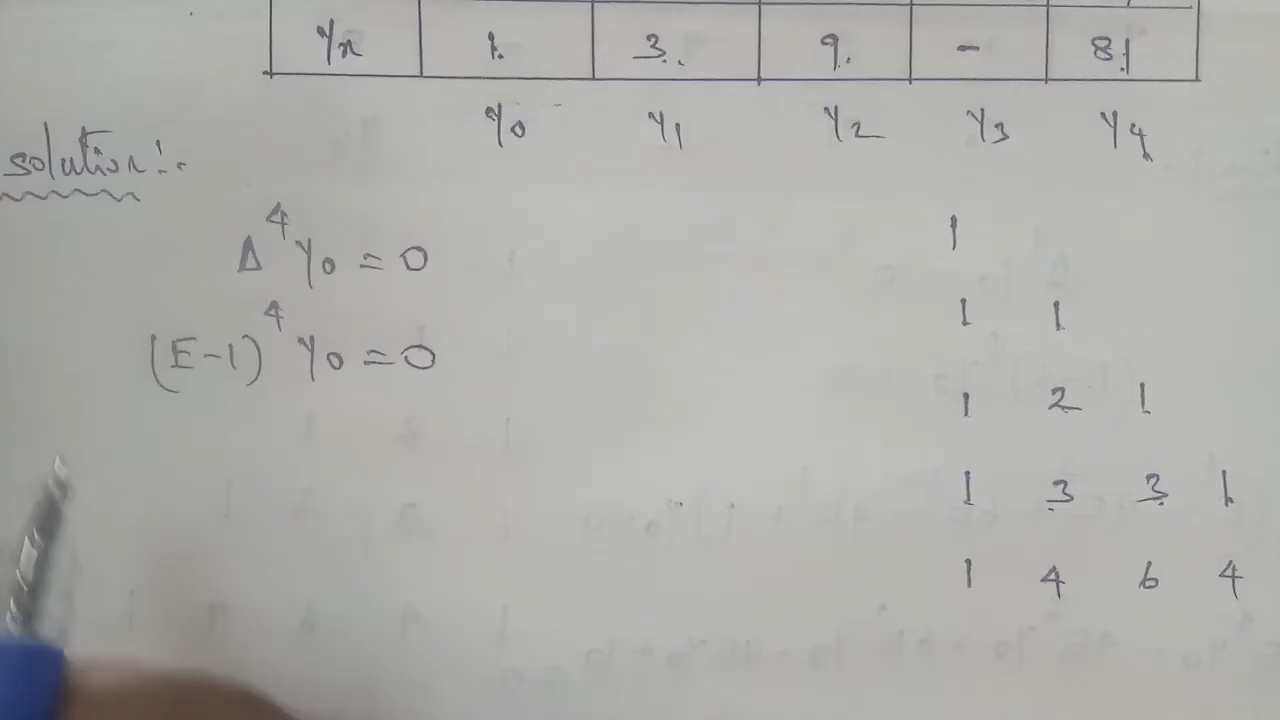 Yx 1. 3. 9. - 81
Y0 Y1 Y2 Y3 Y4
solution:-
Δ⁴ Y0 = 0
(E-1)⁴ Y0 = 0
1
1 1
1 2 1
1 3 3 1
1 4 6 4